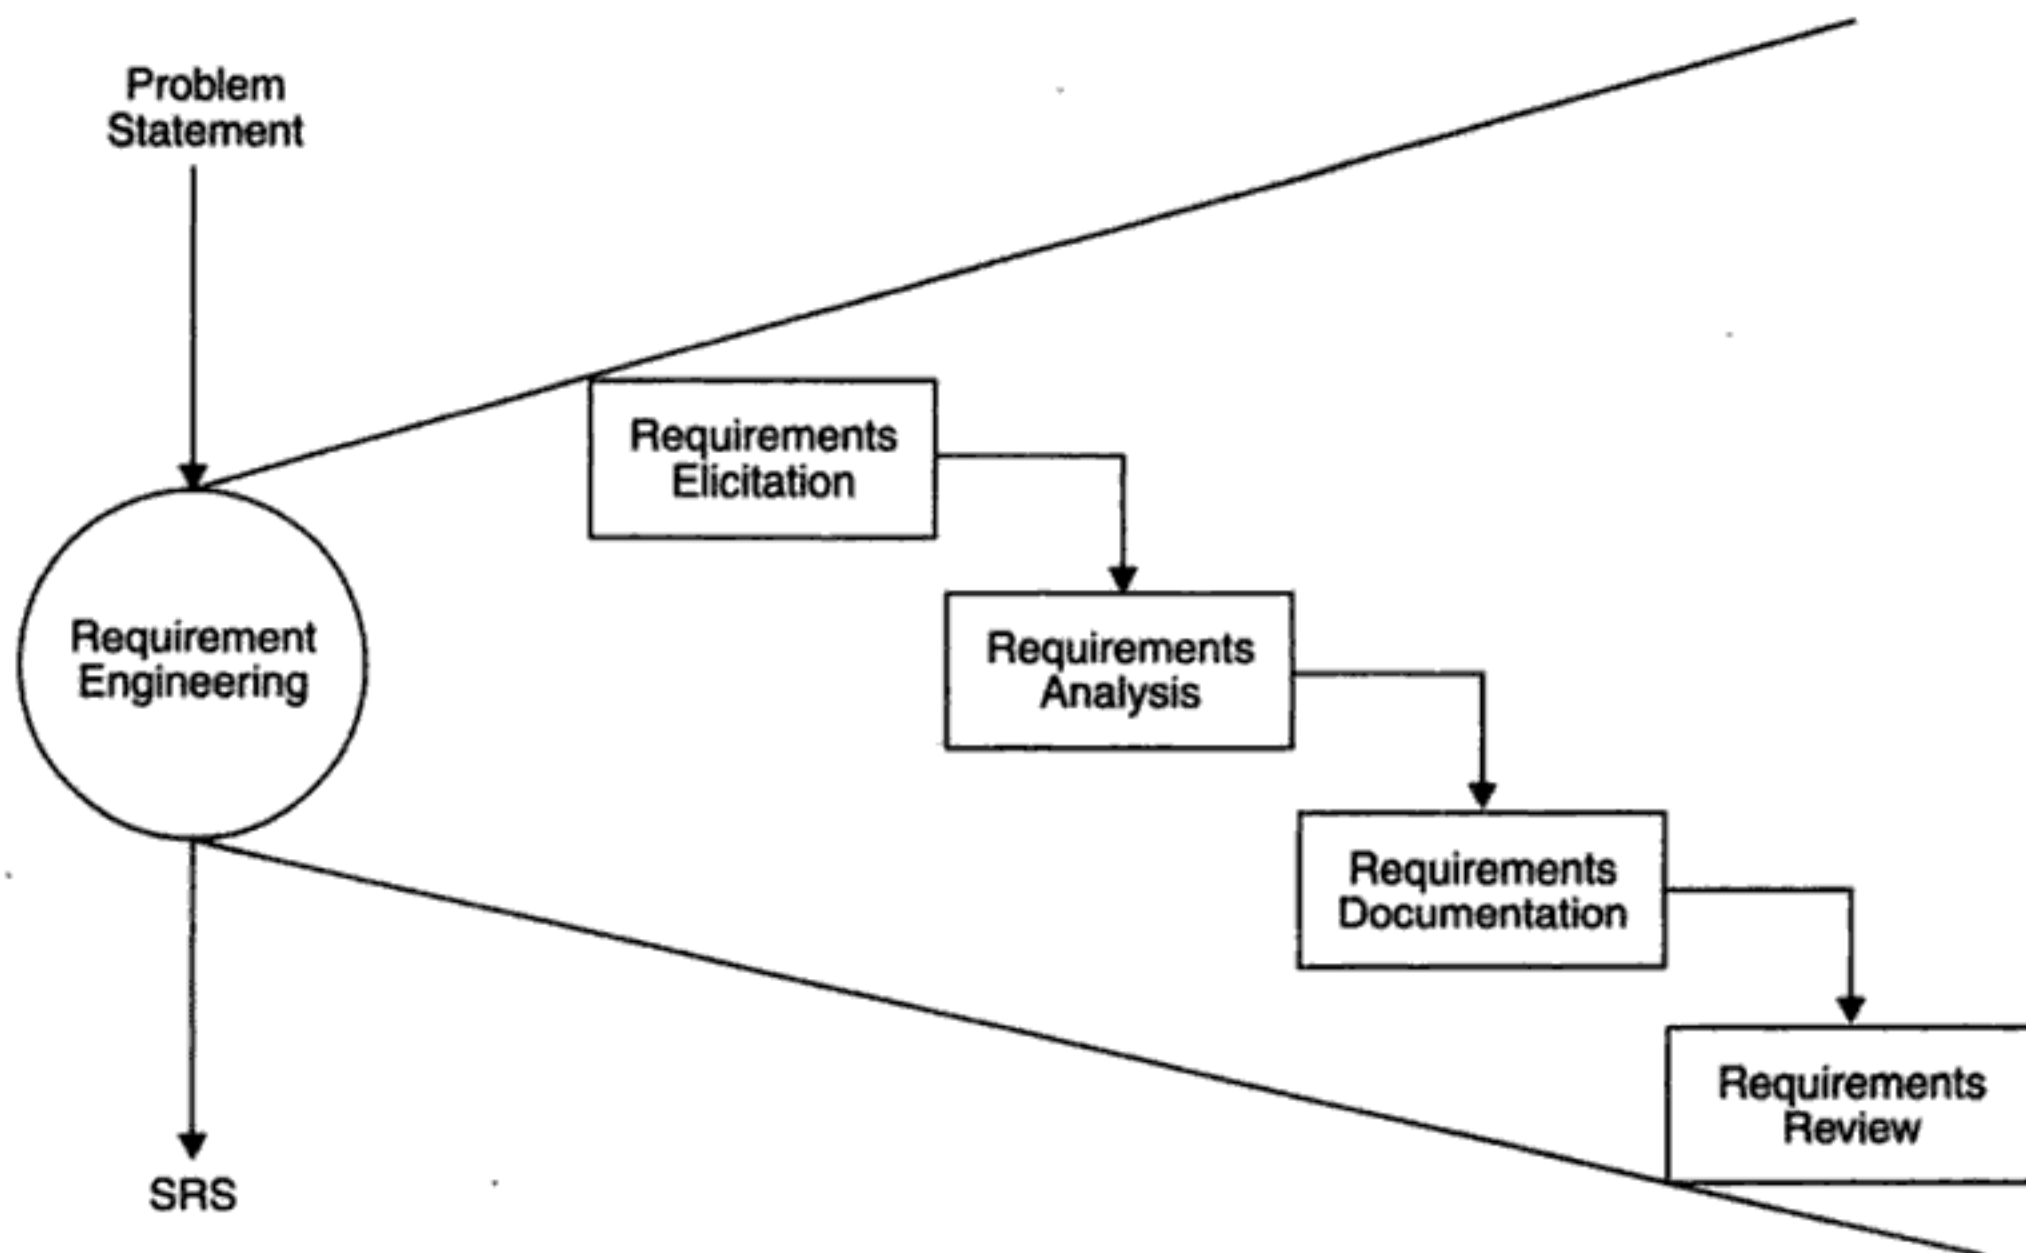 Problem
Statement
Requirement
Engineering
SRS
Requirements
Elicitation
Requirements
Analysis
Requirements
Documentation
Requirements
Review